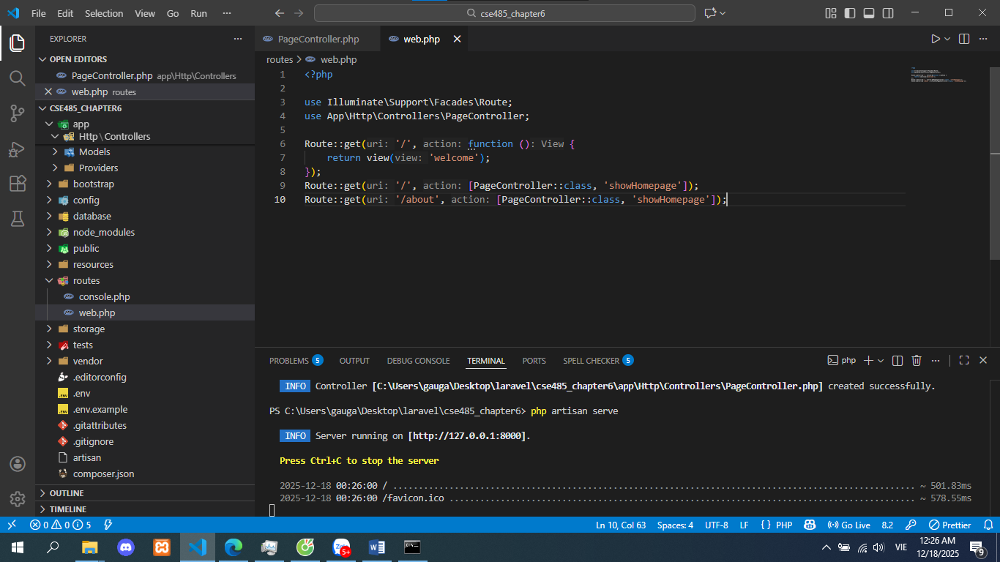 File Edit Selection View Go Run ···
cse485_chapter6
EXPLORER
OPEN EDITORS
PageController.php app\Http\Controllers
web.php routes
CSE485_CHAPTER6
app
Http\Controllers
Models
Providers
bootstrap
config
database
node_modules
public
resources
routes
console.php
web.php
storage
tests
vendor
.editorconfig
.env
.env.example
.gitattributes
.gitignore
artisan
composer.json
OUTLINE
TIMELINE
PageController.php web.php
routes > web.php
1 <?php
2
3 use Illuminate\Support\Facades\Route;
4 use App\Http\Controllers\PageController;
5
6 Route::get(uri: '/', action: function (): View {
7 return view(view: 'welcome');
8 });
9 Route::get(uri: '/', action: [PageController::class, 'showHomepage']);
10 Route::get(uri: '/about', action: [PageController::class, 'showHomepage']);
PROBLEMS 5 OUTPUT DEBUG CONSOLE TERMINAL PORTS SPELL CHECKER 5 php
INFO Controller [C:\Users\gauga\Desktop\laravel\cse485_chapter6\app\Http\Controllers\PageController.php] created successfully.
PS C:\Users\gauga\Desktop\laravel\cse485_chapter6> php artisan serve
INFO Server running on [http://127.0.0.1:8000].
Press Ctrl+C to stop the server
2025-12-18 00:26:00 / ........................................ ~ 501.83ms
2025-12-18 00:26:00 /favicon.ico ........................................ ~ 578.55ms
0 0 5 Ln 10, Col 63 Spaces: 4 UTF-8 LF { } PHP Go Live 8.2 Prettier
5+ VIE 12:26 AM
12/18/2025 9